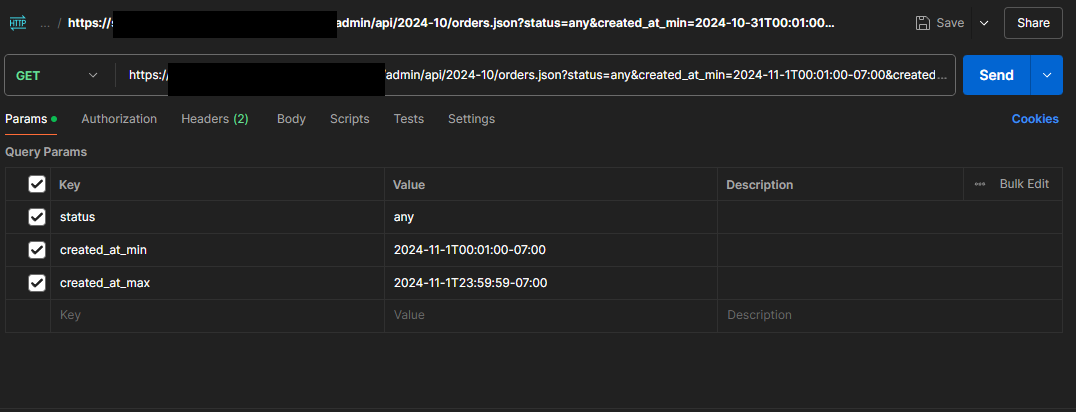 HTTP ... / https://s admin/api/2024-10/orders.json?status=any&created_at_min=2024-10-31T00:01:00... Save Share
GET https:// /admin/api/2024-10/orders.json?status=any&created_at_min=2024-11-1T00:01:00-07:00&created... Send
Params Authorization Headers (2) Body Scripts Tests Settings Cookies
Query Params
Key Value Description ... Bulk Edit
status any
created_at_min 2024-11-1T00:01:00-07:00
created_at_max 2024-11-1T23:59:59-07:00
Key Value Description